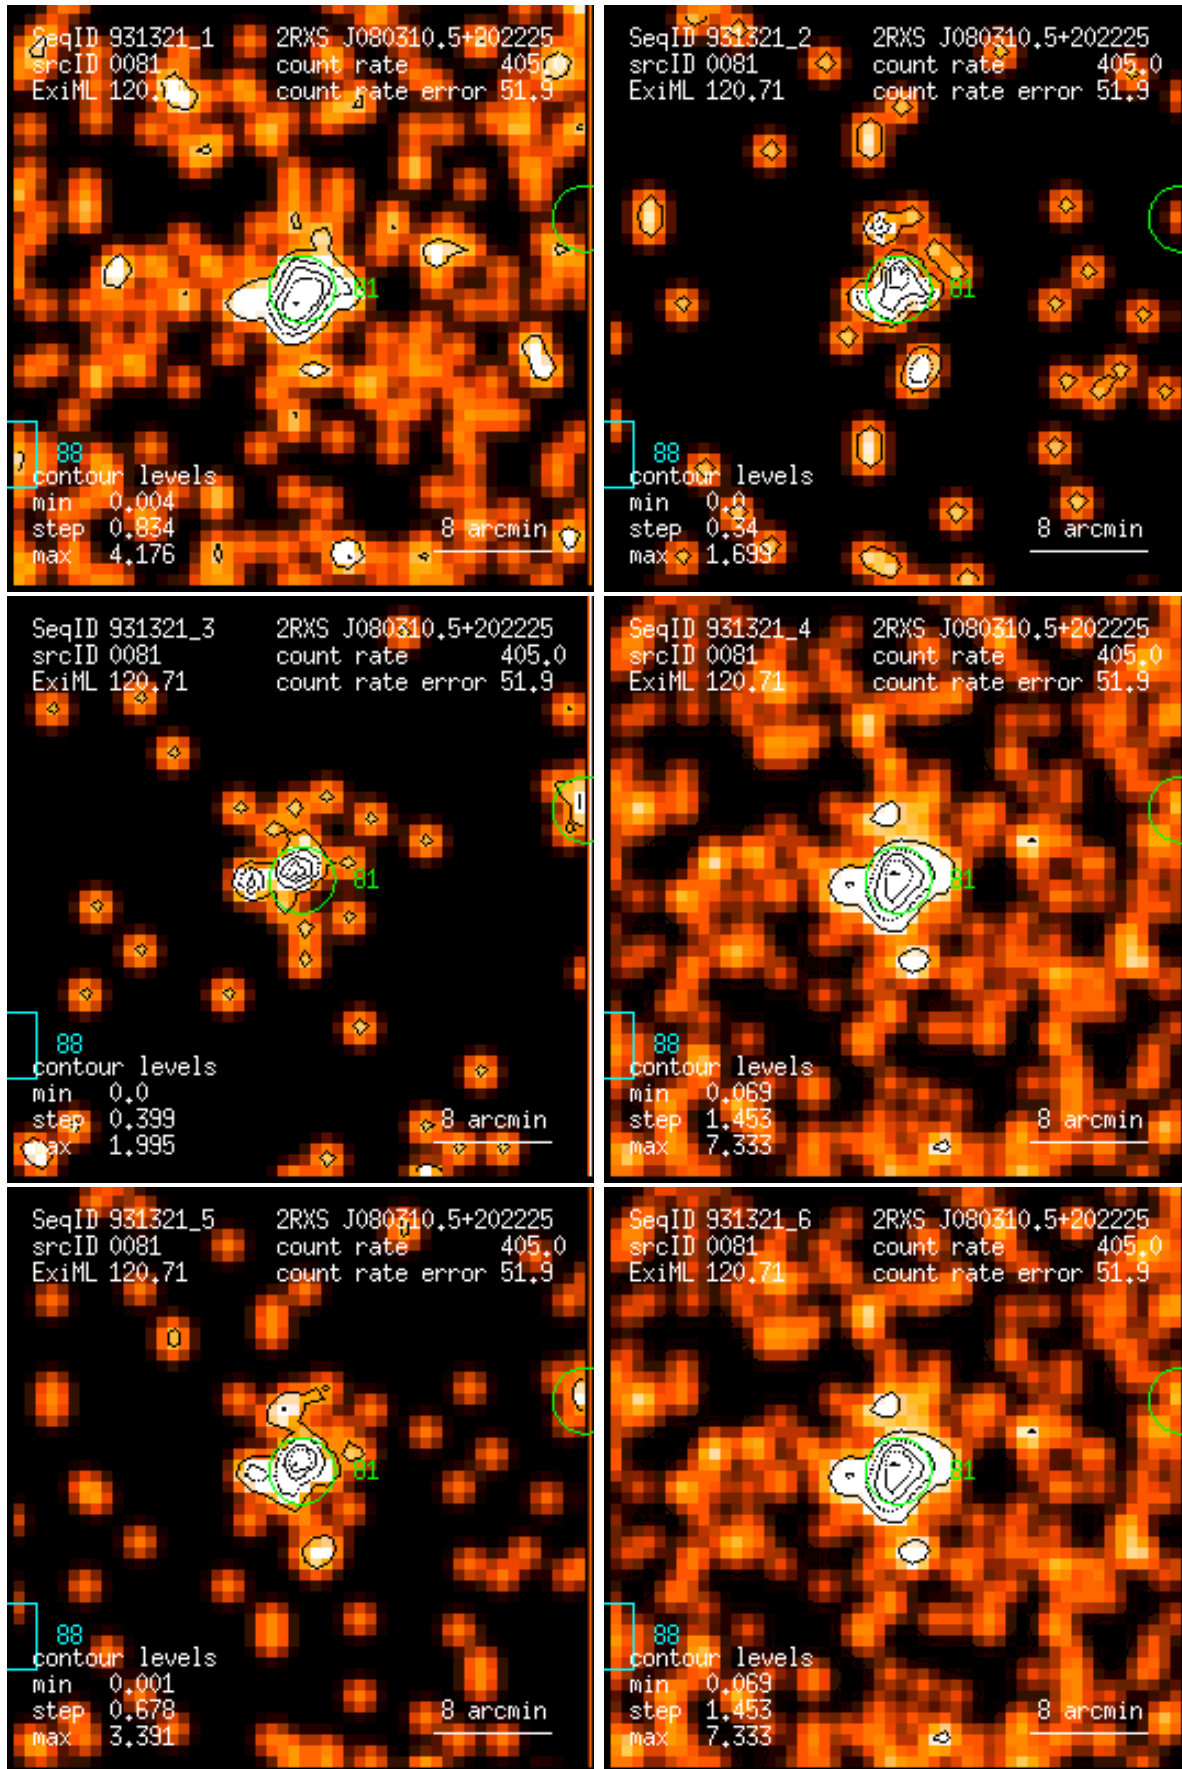 SeqID 931321_1 2RXS J080310.5+202225
srcID 0081 count rate 405.0
ExiML 120.71 count rate error 51.9
81
88
contour levels
min 0.004
step 0.834 8 arcmin
max 4.176
SeqID 931321_2 2RXS J080310.5+202225
srcID 0081 count rate 405.0
ExiML 120.71 count rate error 51.9
81
88
contour levels
min 0.0
step 0.34 8 arcmin
max 1.699
SeqID 931321_3 2RXS J080310.5+202225
srcID 0081 count rate 405.0
ExiML 120.71 count rate error 51.9
81
88
contour levels
min 0.0
step 0.399 8 arcmin
max 1.995
SeqID 931321_4 2RXS J080310.5+202225
srcID 0081 count rate 405.0
ExiML 120.71 count rate error 51.9
81
88
contour levels
min 0.069
step 1.453 8 arcmin
max 7.333
SeqID 931321_5 2RXS J080310.5+202225
srcID 0081 count rate 405.0
ExiML 120.71 count rate error 51.9
81
88
contour levels
min 0.001
step 0.678 8 arcmin
max 3.391
SeqID 931321_6 2RXS J080310.5+202225
srcID 0081 count rate 405.0
ExiML 120.71 count rate error 51.9
81
88
contour levels
min 0.069
step 1.453 8 arcmin
max 7.333